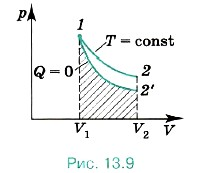 p
1
T = const
Q = 0
2
2'
V₁
V₂
V
Рис. 13.9